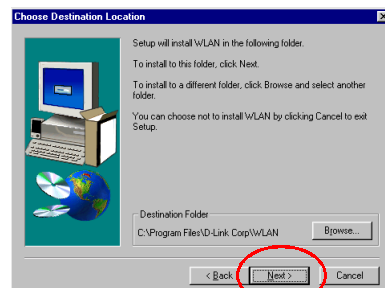 Choose Destination Location
Setup will install WLAN in the following folder.
To install to this folder, click Next.
To install to a different folder, click Browse and select another
folder.
You can choose not to install WLAN by clicking Cancel to exit
Setup.
Destination Folder
C:\Program Files\D-Link Corp\WLAN
Browse...
< Back
Next >
Cancel